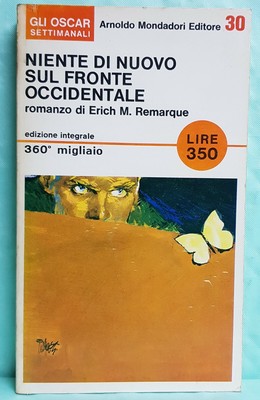 GLI OSCAR
SETTIMANALI
Arnoldo Mondadori Editore 30
NIENTE DI NUOVO
SUL FRONTE
OCCIDENTALE
romanzo di Erich M. Remarque
edizione integrale
360° migliaio
LIRE
350